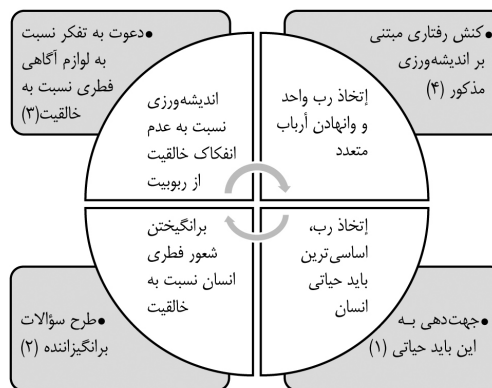 •کنش رفتاری مبتنی
بر اندیشه‌ورزی
مذکور (۴)
إتخاذ رب واحد
و وانهادن أرباب
متعدد
•دعوت به تفکر نسبت
به لوازم آگاهی
فطری نسبت به
خالقیت(۳)
اندیشه‌ورزی
نسبت به عدم
انفکاک خالقیت
از ربوبیت
إتخاذ رب،
اساسی‌ترین
باید حیاتی
انسان
•جهت‌دهی به
این باید حیاتی (۱)
برانگیختن
شعور فطری
انسان نسبت به
خالقیت
•طرح سؤالات
برانگیزاننده (۲)